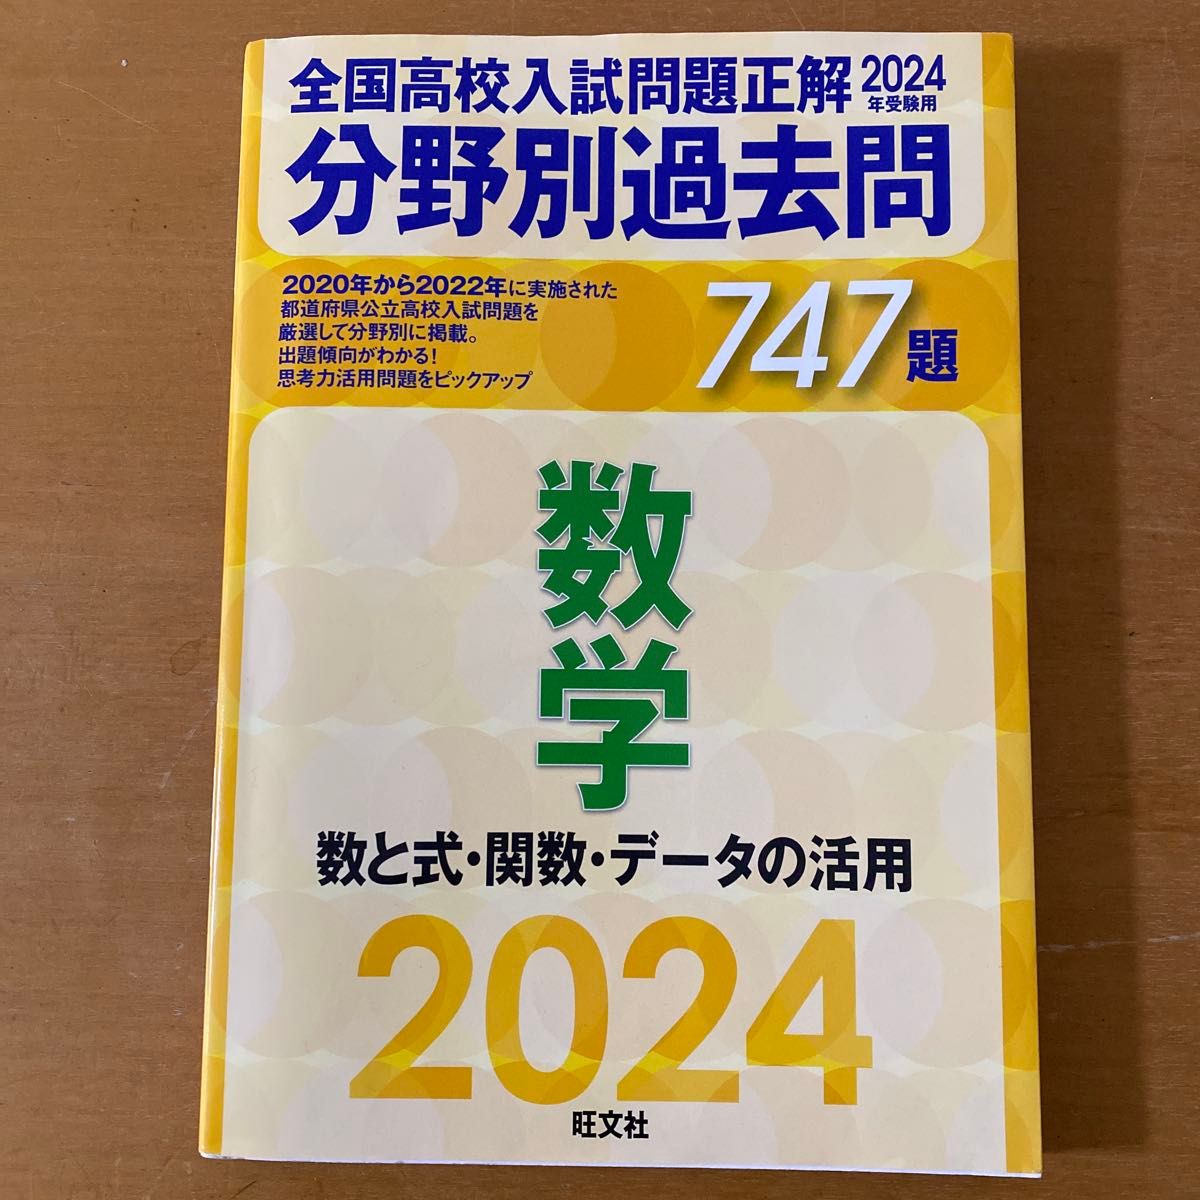 全国高校入試問題正解 2024年受験用
分野別過去問
2020年から2022年に実施された
都道府県公立高校入試問題を
厳選して分野別に掲載。
出題傾向がわかる!
思考力活用問題をピックアップ
747題
数学
数と式・関数・データの活用
2024
旺文社